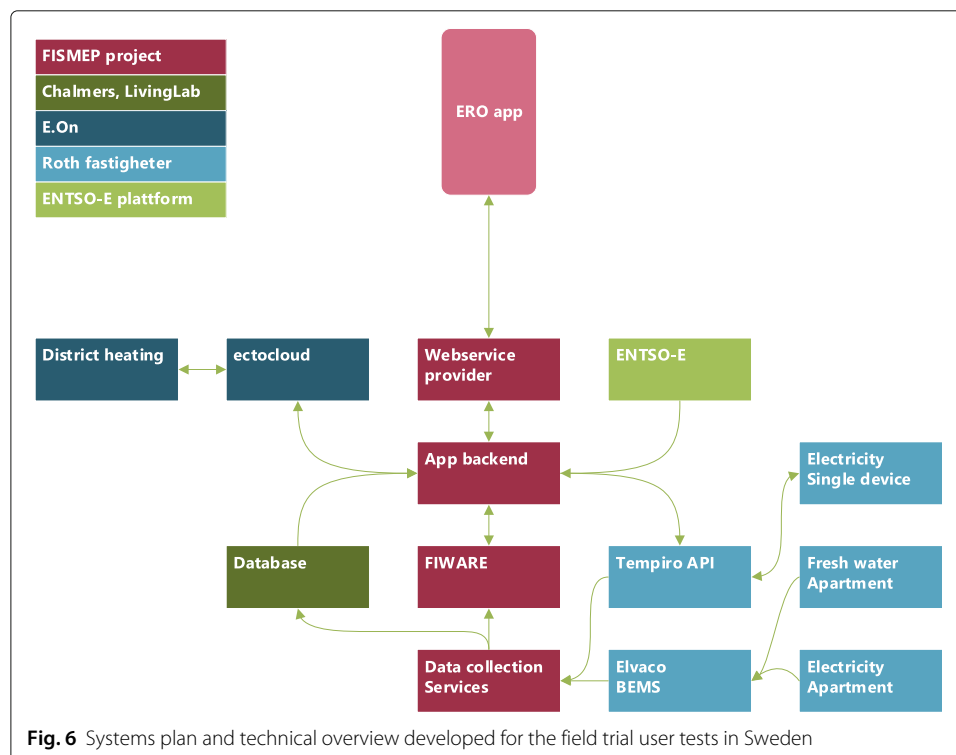 FISMEP project
Chalmers, LivingLab
E.On
Roth fastigheter
ENTSO-E plattform
ERO app
District heating
ectocloud
Webservice
provider
ENTSO-E
App backend
Electricity
Single device
Database
FIWARE
Tempiro API
Fresh water
Apartment
Data collection
Services
Elvaco
BEMS
Electricity
Apartment
Fig. 6 Systems plan and technical overview developed for the field trial user tests in Sweden